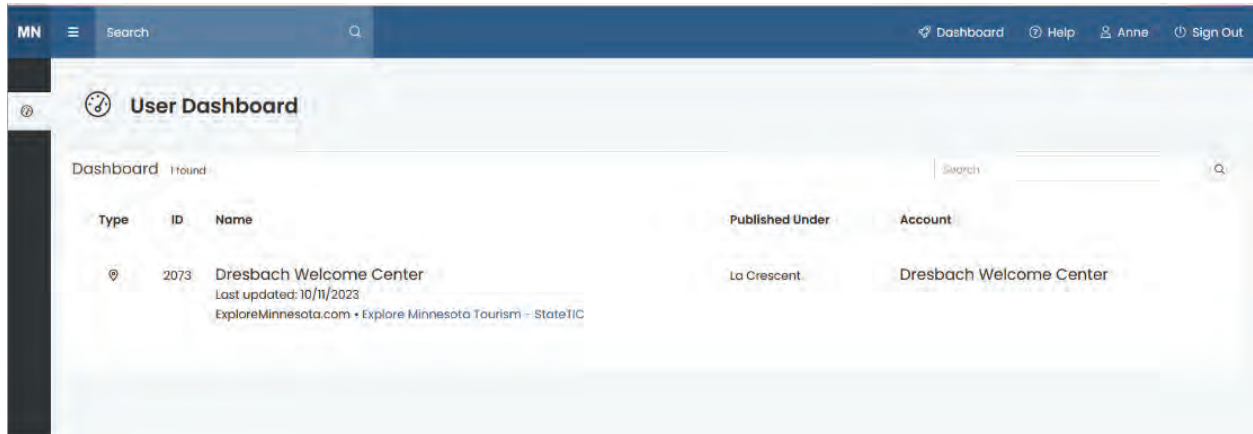 MN Search Dashboard Help Anne Sign Out
User Dashboard
Dashboard 1 found Search
Type ID Name Published Under Account
2073 Dresbach Welcome Center La Crescent Dresbach Welcome Center
Last updated: 10/11/2023
ExploreMinnesota.com • Explore Minnesota Tourism - StateTIC